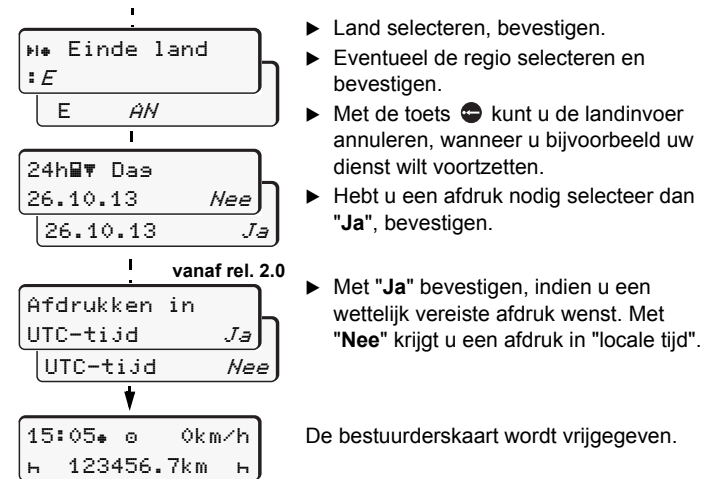 Einde land
:E
E AN
▶ Land selecteren, bevestigen.
▶ Eventueel de regio selecteren en
bevestigen.
▶ Met de toets kunt u de landinvoer
annuleren, wanneer u bijvoorbeeld uw
dienst wilt voortzetten.
24h Dag
26.10.13 Nee
26.10.13 Ja
▶ Hebt u een afdruk nodig selecteer dan
"Ja", bevestigen.
vanaf rel. 2.0
Afdrukken in
UTC-tijd Ja
UTC-tijd Nee
▶ Met "Ja" bevestigen, indien u een
wettelijk vereiste afdruk wenst. Met
"Nee" krijgt u een afdruk in "locale tijd".
15:05 0km/h
123456.7km
De bestuurderskaart wordt vrijgegeven.